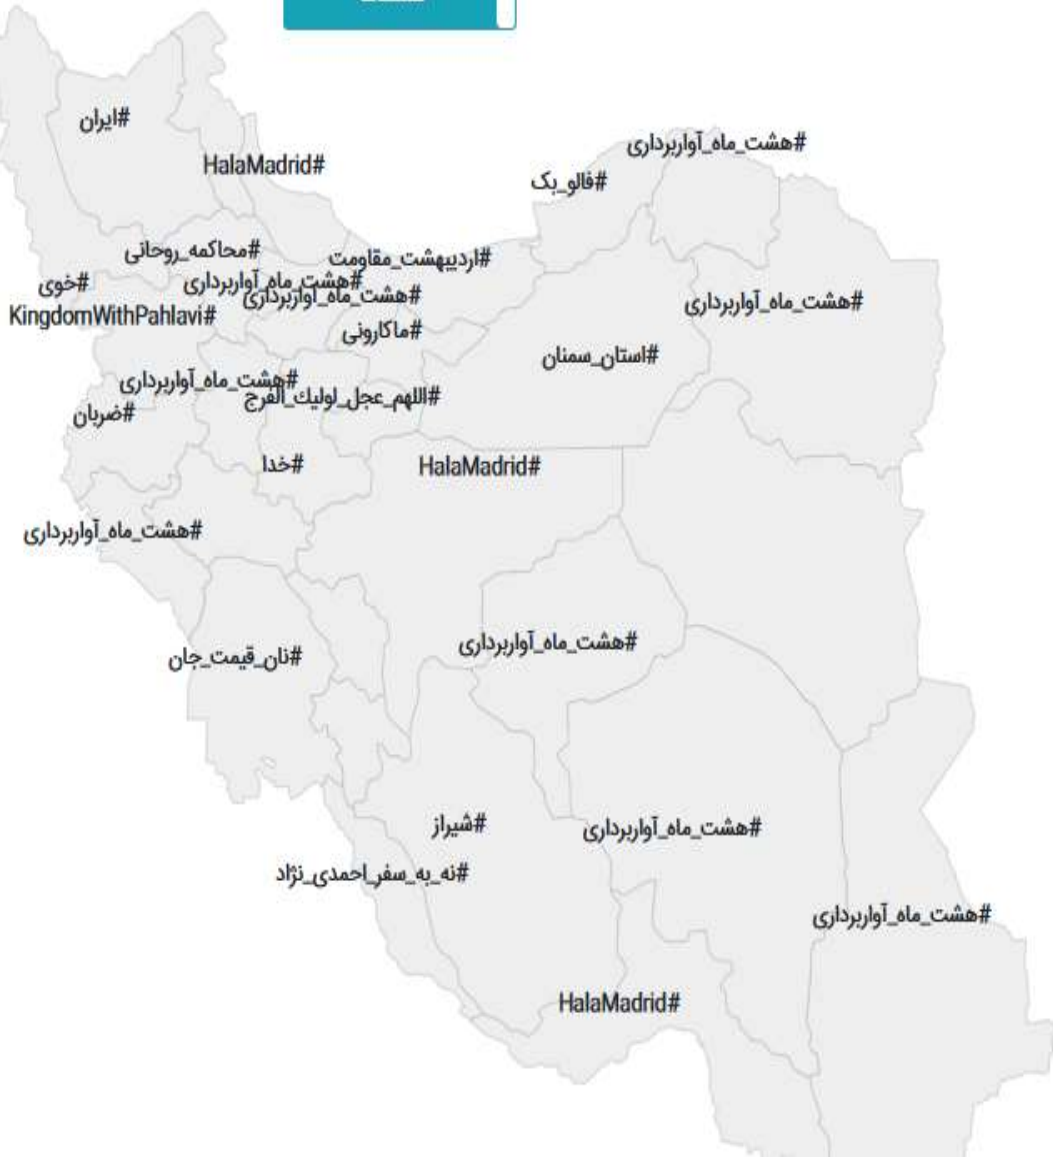 #ایران
#هشت_ماه_آواربرداری
HalaMadrid#
#فالو_بک
#محاکمه_روحانی
#اردیبهشت_مقاومت
#خوی
#هشت_ماه_آواربرداری
#هشت_ماه_آواربرداری
#هشت_ماه_آواربرداری
KingdomWithPahlavi#
#ماکارونی
#استان_سمنان
#هشت_ماه_آواربرداری
#اللهم_عجل_لوليك_الفرج
#ضربان
#خدا
HalaMadrid#
#هشت_ماه_آواربرداری
#هشت_ماه_آواربرداری
#نان_قیمت_جان
#شیراز
#هشت_ماه_آواربرداری
#نه_به_سفر_احمدی_نژاد
#هشت_ماه_آواربرداری
HalaMadrid#